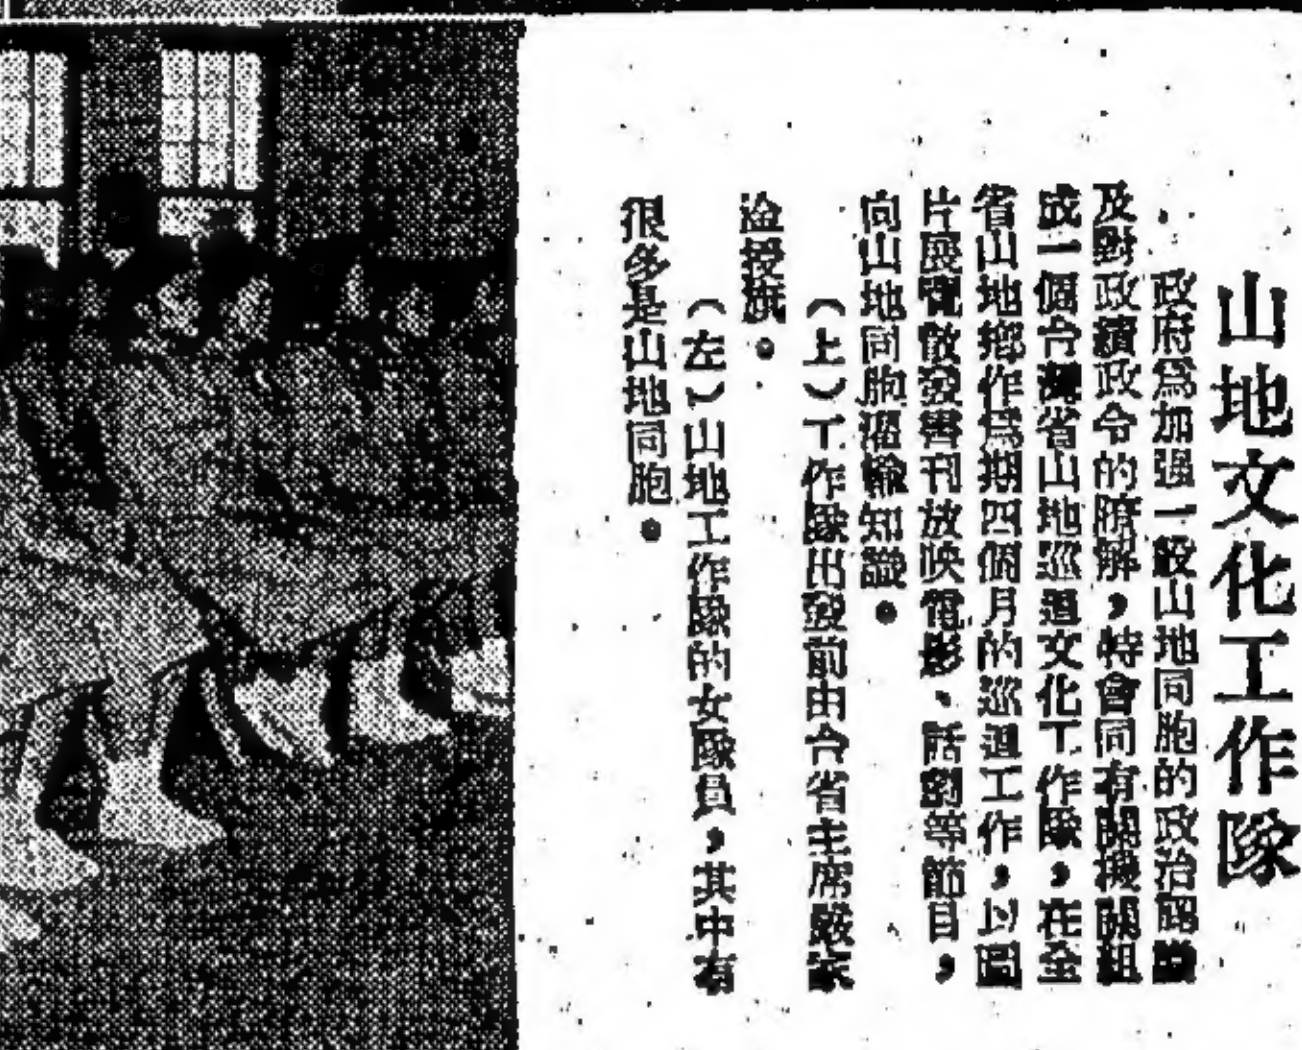 山地文化工作隊
政府爲加强一般山地同胞的政治認識
及對政績政令的瞭解，特會同有關機關組
成一個台灣省山地巡迴文化工作隊，在全
省山地鄉作爲期四個月的巡迴工作，以圖
片展覽散發書刊放映電影、話劇等節目，
向山地同胞灌輸知識。
（上）工作隊出發前由台省主席嚴家
淦授旗。
（左）山地工作隊的女隊員，其中有
很多是山地同胞。